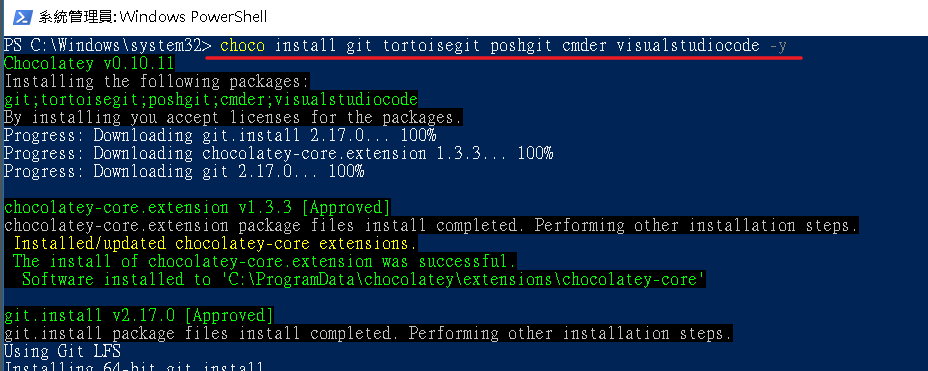 系統管理員: Windows PowerShell
PS C:\Windows\system32> choco install git tortoisegit poshgit cmder visualstudiocode -y
Chocolatey v0.10.11
Installing the following packages:
git;tortoisegit;poshgit;cmder;visualstudiocode
By installing you accept licenses for the packages.
Progress: Downloading git.install 2.17.0... 100%
Progress: Downloading chocolatey-core.extension 1.3.3... 100%
Progress: Downloading git 2.17.0... 100%
chocolatey-core.extension v1.3.3 [Approved]
chocolatey-core.extension package files install completed. Performing other installation steps.
Installed/updated chocolatey-core extensions.
The install of chocolatey-core.extension was successful.
Software installed to 'C:\ProgramData\chocolatey\extensions\chocolatey-core'
git.install v2.17.0 [Approved]
git.install package files install completed. Performing other installation steps.
Using Git LFS
Installing 64-bit git.install